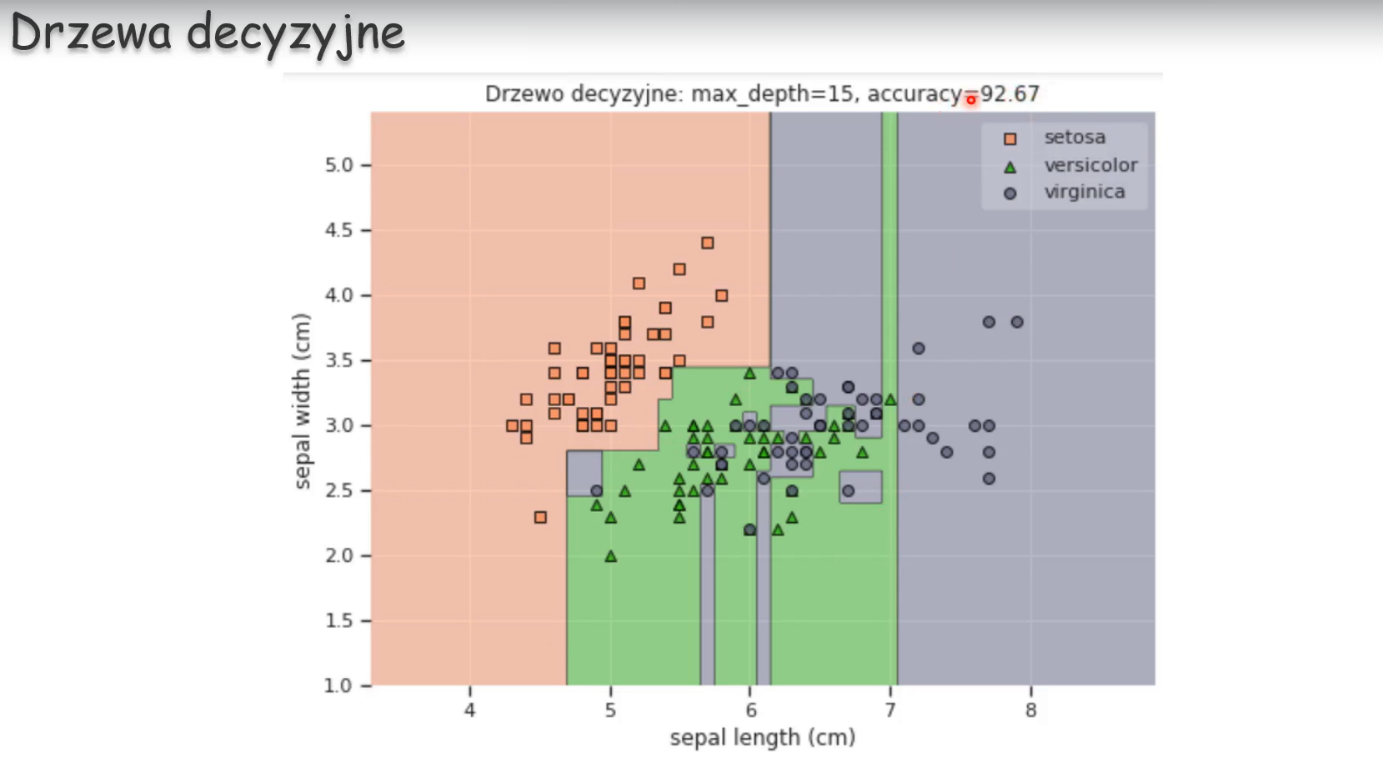 Drzewa decyzyjne
Drzewo decyzyjne: max_depth=15, accuracy=92.67
setosa
versicolor
virginica
5.0
4.5
4.0
3.5
3.0
2.5
2.0
1.5
1.0
sepal width (cm)
4 5 6 7 8
sepal length (cm)